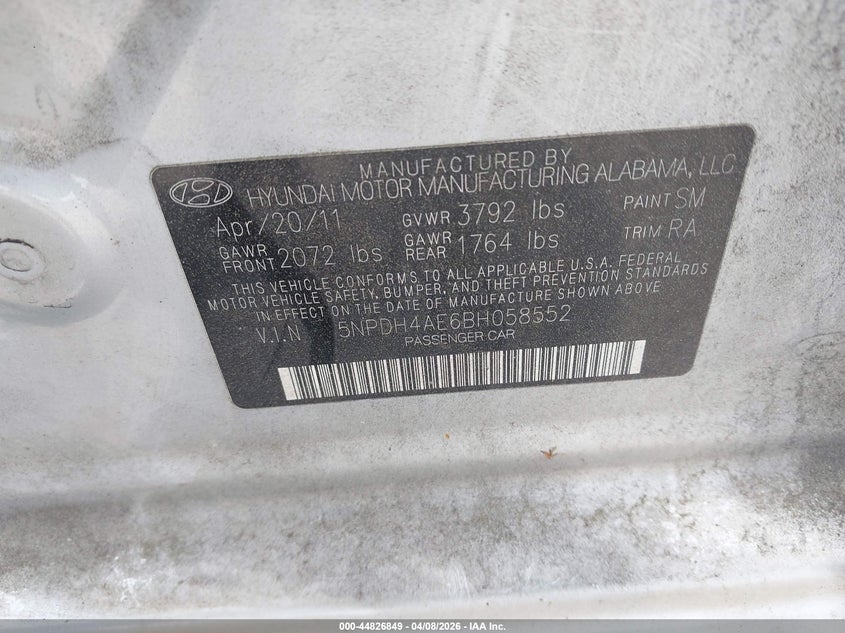 MANUFACTURED BY
HYUNDAI MOTOR MANUFACTURING ALABAMA, LLC
Apr/20/11 GVWR 3792 lbs PAINT SM
GAWR FRONT 2072 lbs GAWR REAR 1764 lbs TRIM RA
THIS VEHICLE CONFORMS TO ALL APPLICABLE U.S.A. FEDERAL
MOTOR VEHICLE SAFETY, BUMPER, AND THEFT PREVENTION STANDARDS
IN EFFECT ON THE DATE OF MANUFACTURE SHOWN ABOVE.
V.I.N 5NPDH4AE6BH058552
PASSENGER CAR
000-44826849 | 04/08/2026 - IAA Inc.